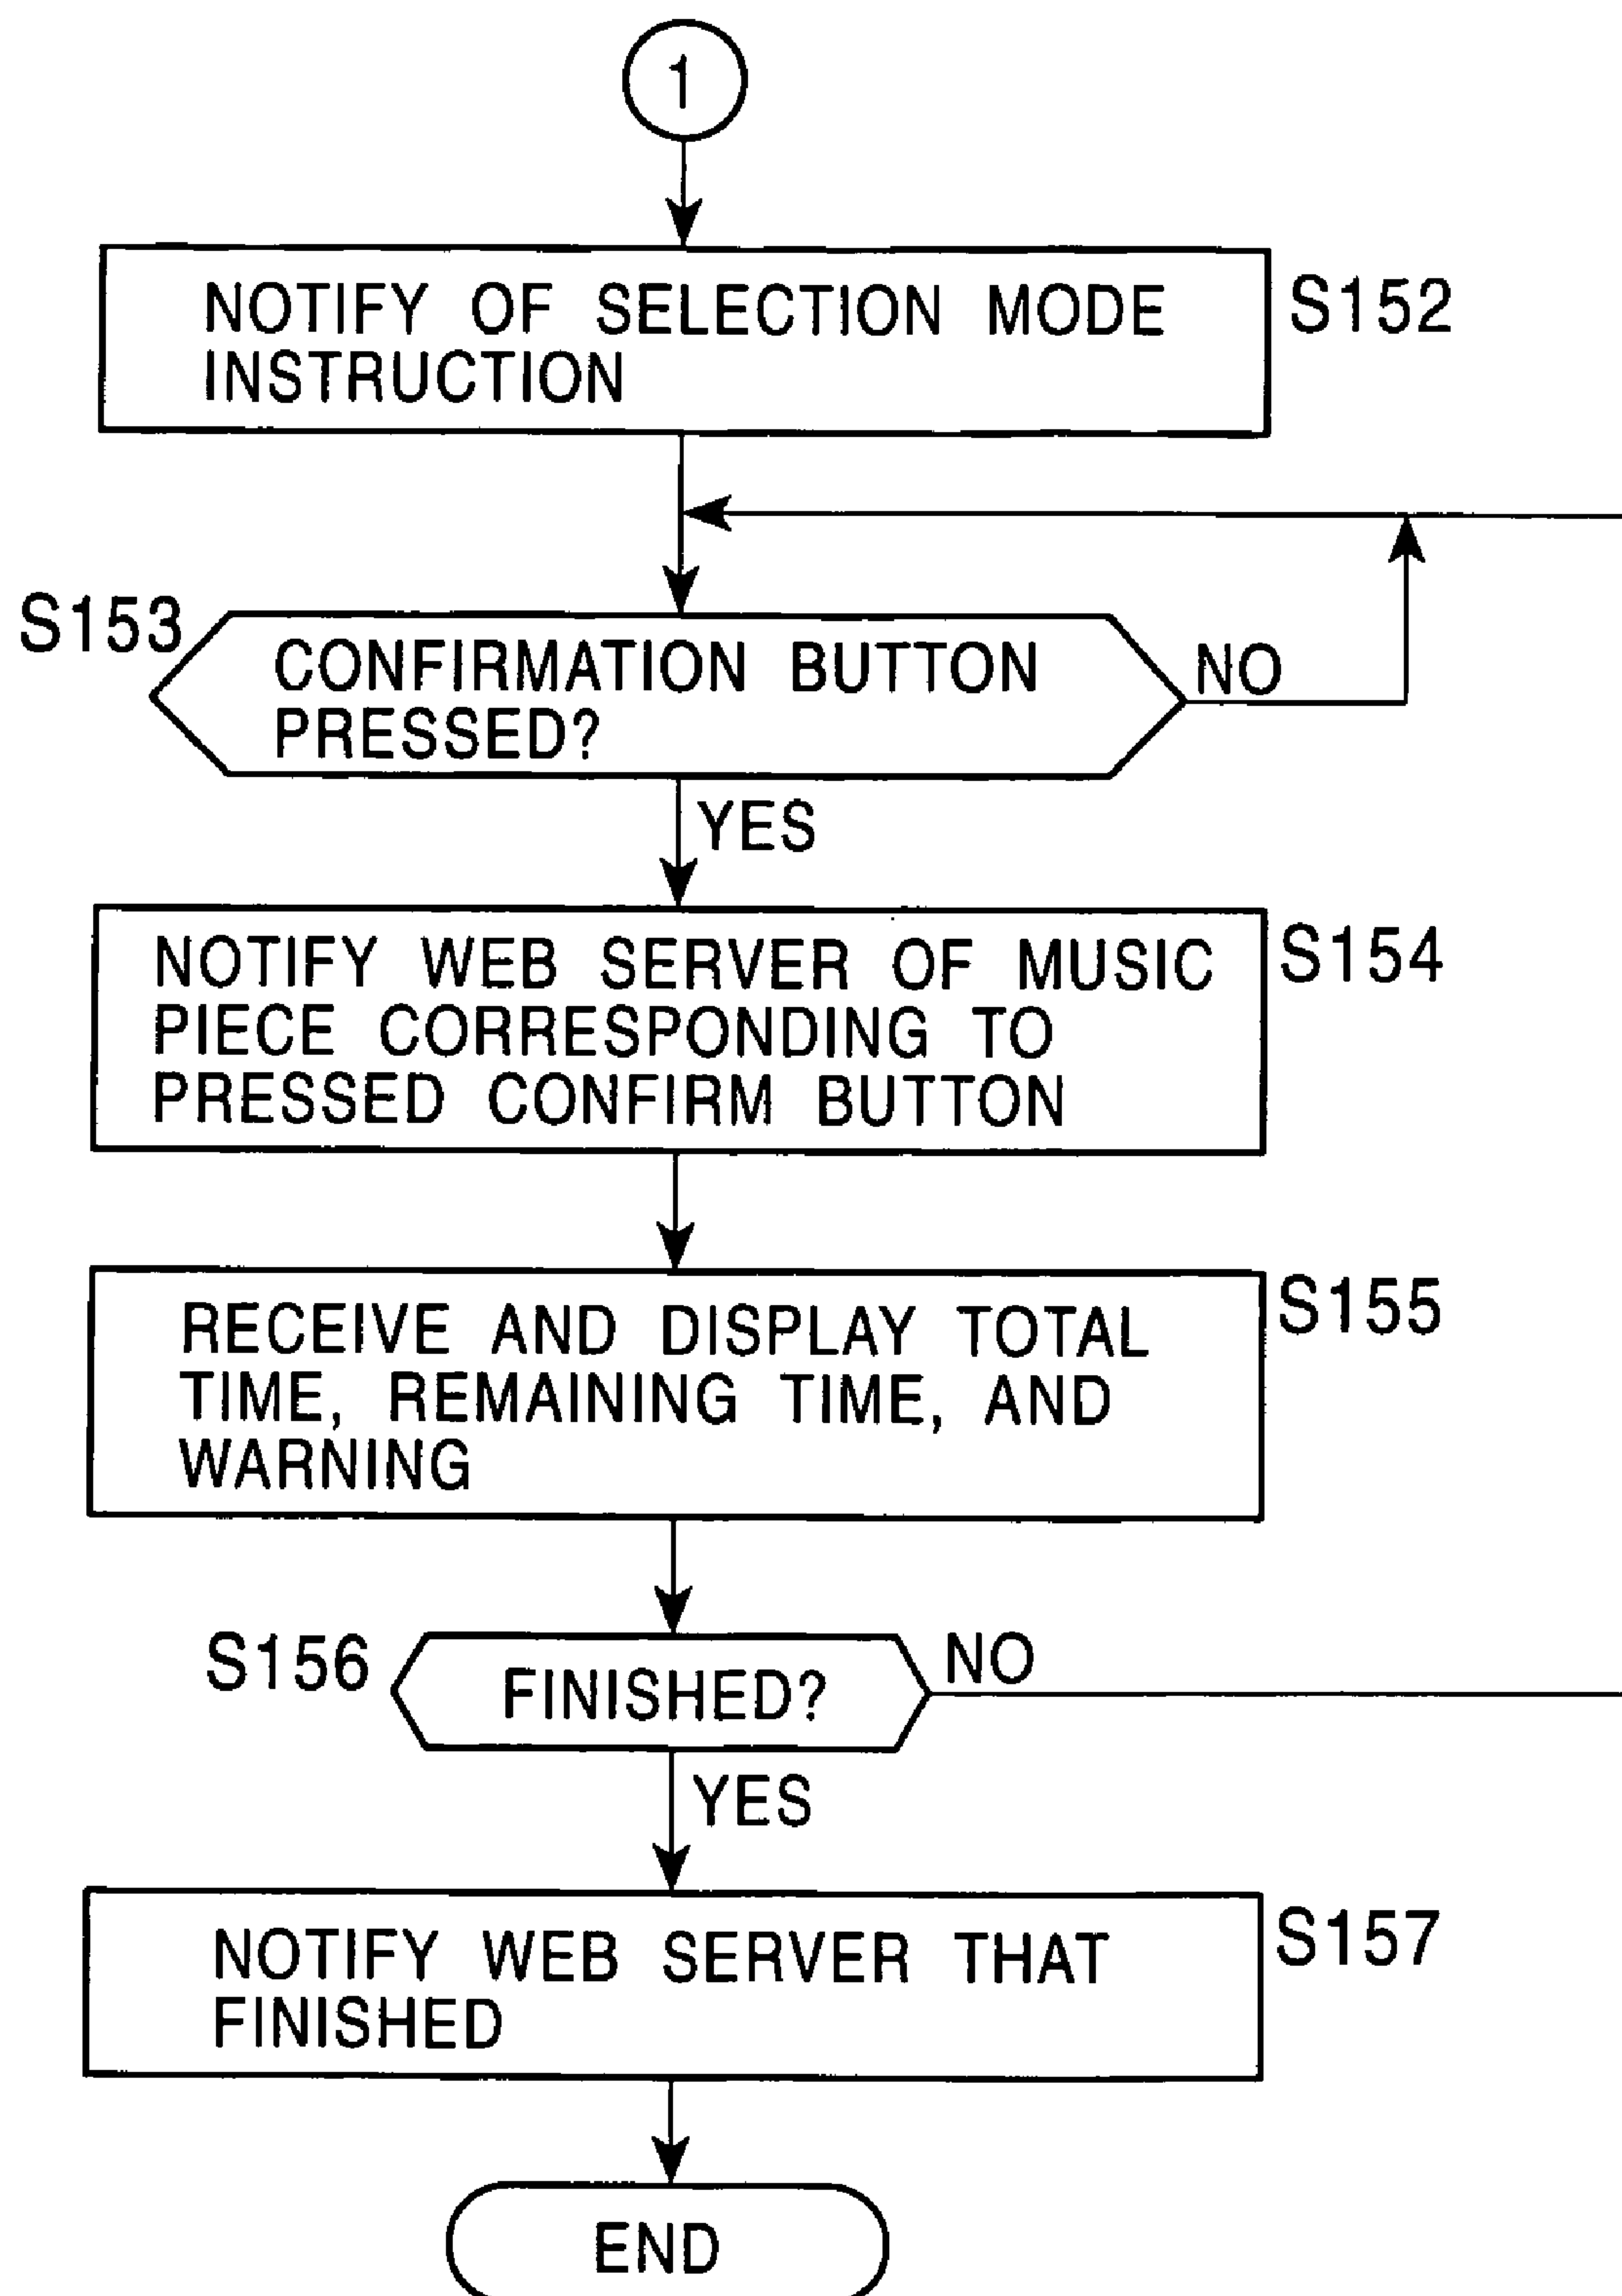 1
NOTIFY OF SELECTION MODE
INSTRUCTION
S152
S153
CONFIRMATION BUTTON
PRESSED?
NO
YES
NOTIFY WEB SERVER OF MUSIC
PIECE CORRESPONDING TO
PRESSED CONFIRM BUTTON
S154
RECEIVE AND DISPLAY TOTAL
TIME, REMAINING TIME, AND
WARNING
S155
S156
FINISHED?
NO
YES
NOTIFY WEB SERVER THAT
FINISHED
S157
END